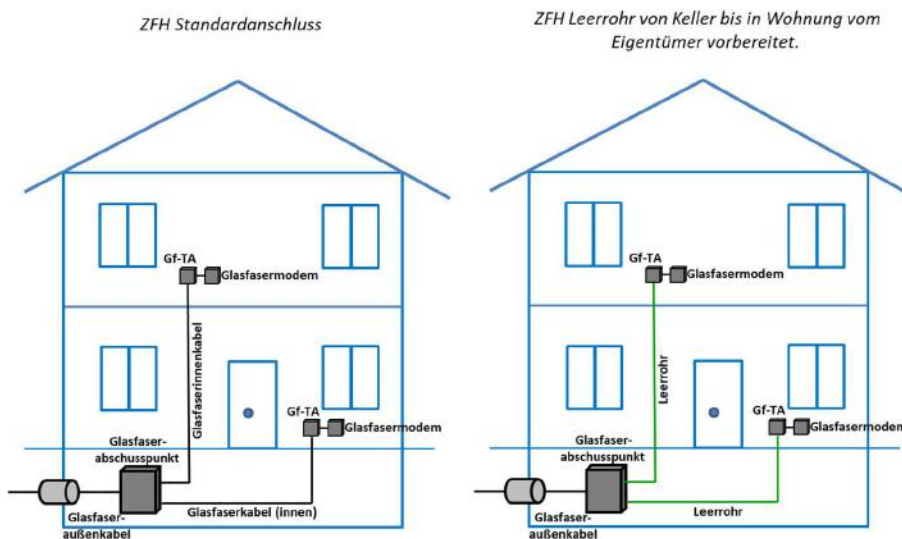 ZFH Standardanschluss
Gf-TA
Glasfasermodem
Glasfaserinnenkabel
Gf-TA
Glasfasermodem
Glasfaser-
abschusspunkt
Glasfaserkabel (innen)
Glasfaser-
außenkabel
ZFH Leerrohr von Keller bis in Wohnung vom
Eigentümer vorbereitet.
Gf-TA
Glasfasermodem
Leerrohr
Gf-TA
Glasfasermodem
Glasfaser-
abschusspunkt
Leerrohr
Glasfaser-
außenkabel